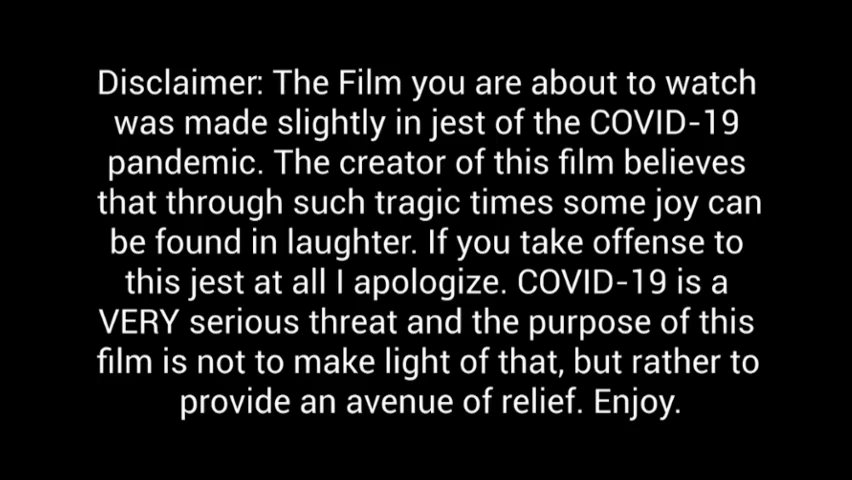 Disclaimer: The Film you are about to watch
was made slightly in jest of the COVID-19
pandemic. The creator of this film believes
that through such tragic times some joy can
be found in laughter. If you take offense to
this jest at all I apologize. COVID-19 is a
VERY serious threat and the purpose of this
film is not to make light of that, but rather to
provide an avenue of relief. Enjoy.